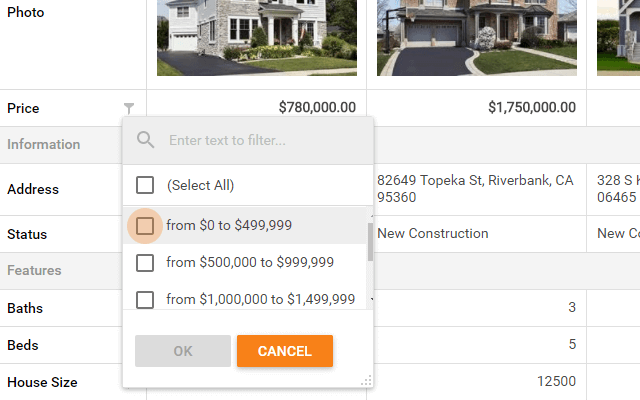 Photo
Price
$780,000.00
$1,750,000.00
Information
Enter text to filter...
Address
(Select All)
82649 Topeka St, Riverbank, CA
95360
328 S
06465
from $0 to $499,999
Status
New Construction
New Co
Features
from $500,000 to $999,999
from $1,000,000 to $1,499,999
Baths
3
Beds
OK
CANCEL
5
House Size
12500